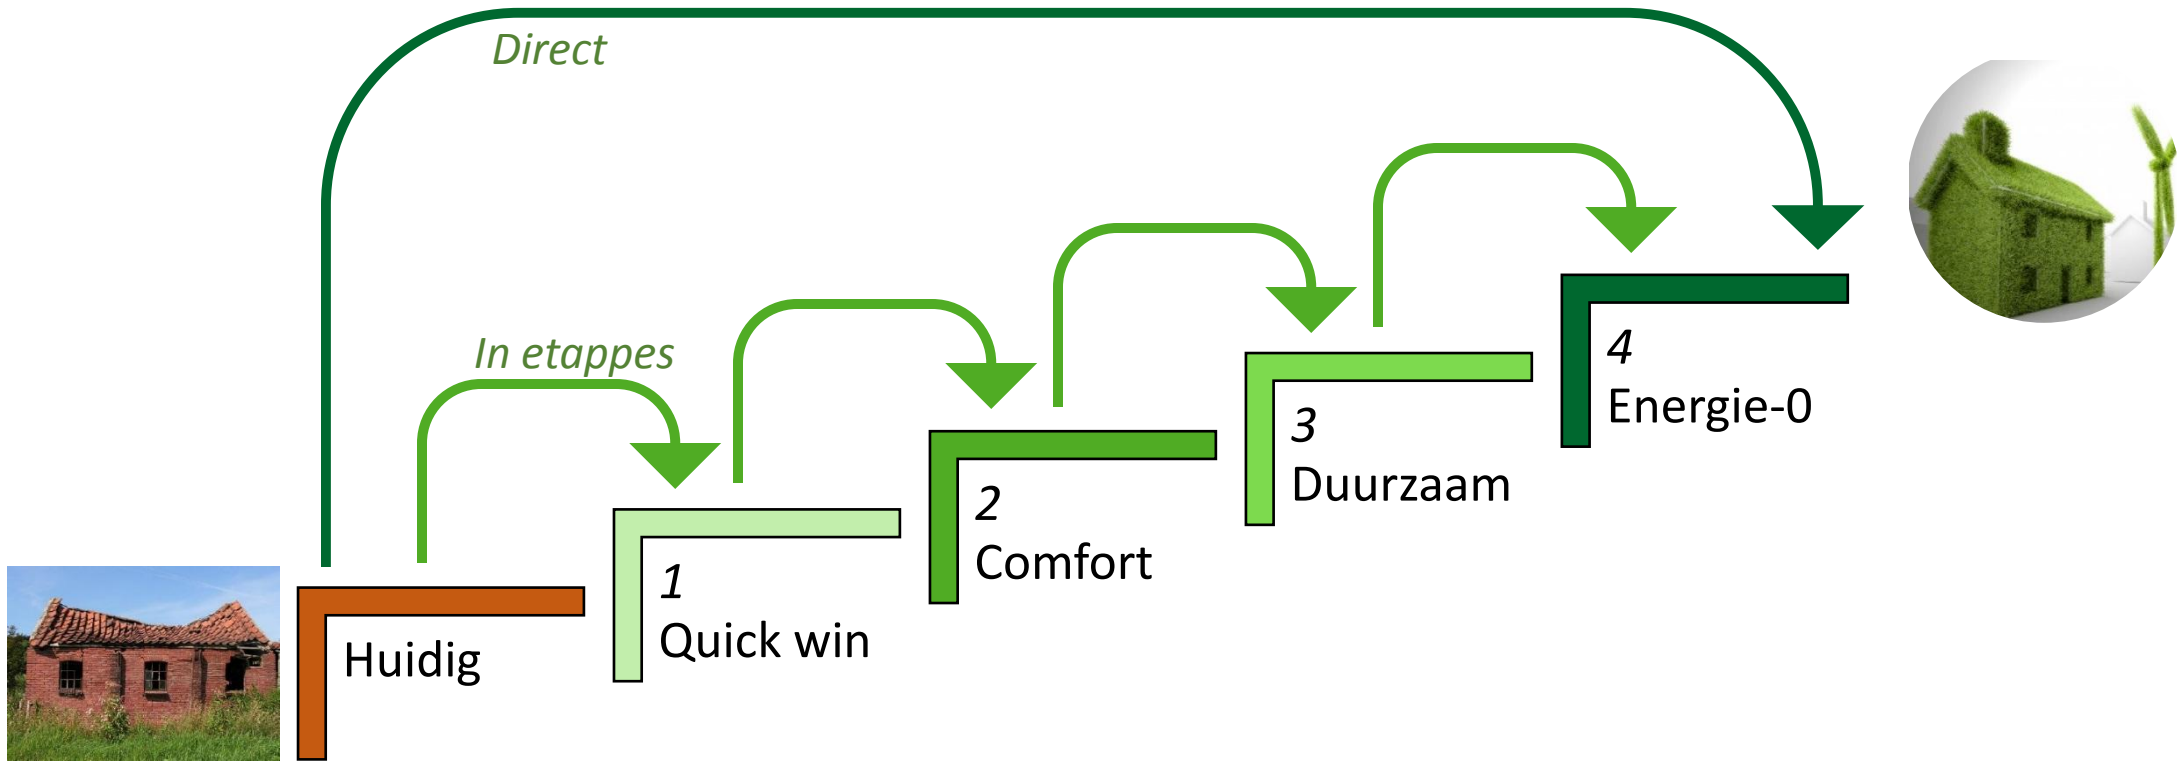 Direct
In etappes
Huidig
1
Quick win
2
Comfort
3
Duurzaam
4
Energie-0